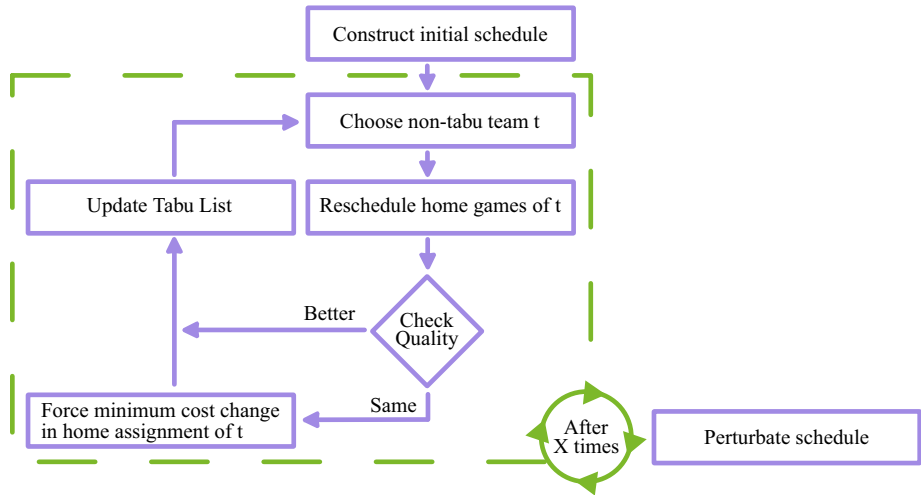 Construct initial schedule
Choose non-tabu team t
Update Tabu List
Reschedule home games of t
Better
Check
Quality
Same
Force minimum cost change
in home assignment of t
After
X times
Perturbate schedule